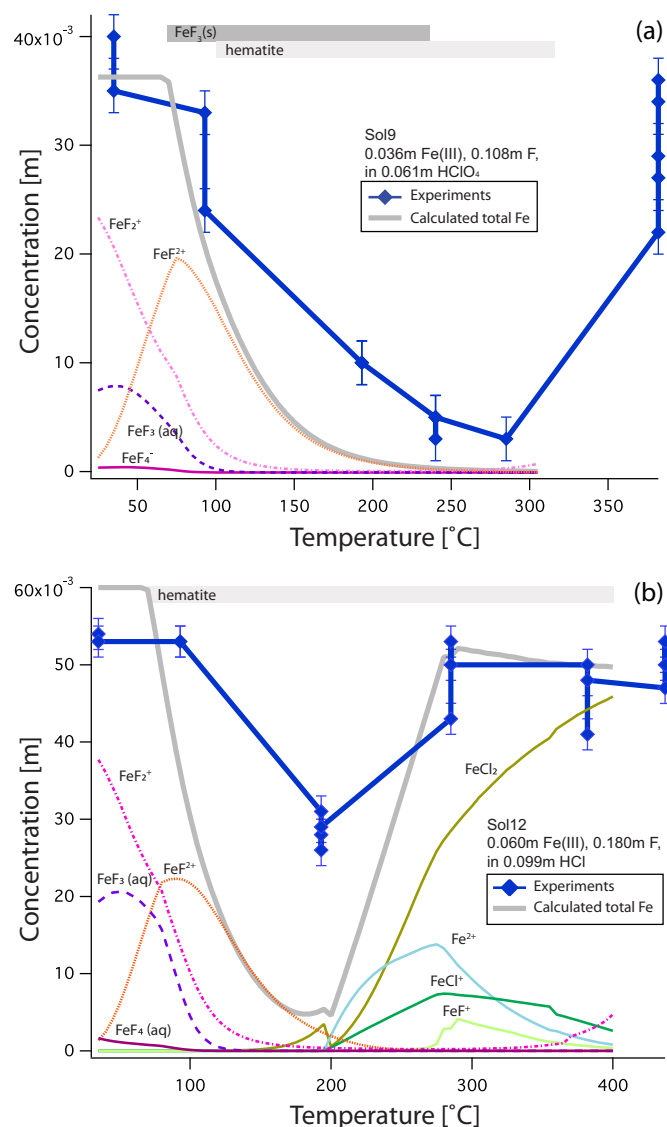 40x10⁻³
FeF₃(s)
(a)
hematite
30
Sol9
0.036m Fe(III), 0.108m F,
in 0.061m HClO₄
Experiments
Calculated total Fe
FeF₂⁺
FeF²⁺
20
10
FeF₃ (aq)
FeF₄⁻
0
50
100
150
200
250
300
350
Concentration [m]
Temperature [˚C]
60x10⁻³
hematite
(b)
50
40
FeF₂⁺
FeCl₂
30
Sol12
0.060m Fe(III), 0.180m F,
in 0.099m HCl
Experiments
Calculated total Fe
FeF₃ (aq)
FeF²⁺
20
Fe²⁺
10
FeCl⁺
FeF⁺
FeF₄ (aq)
0
100
200
300
400
Concentration [m]
Temperature [˚C]